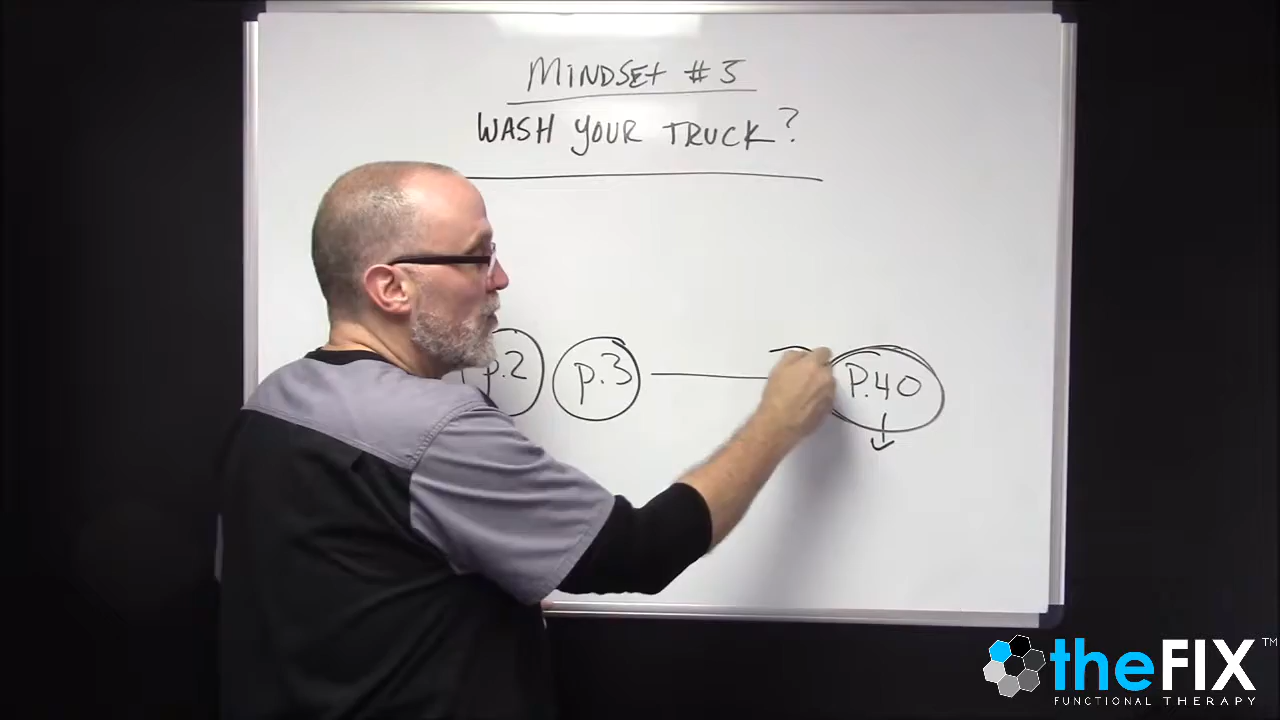 MINDSET #3
WASH YOUR TRUCK?
p.2 p.3 P.40
theFIX™
FUNCTIONAL THERAPY